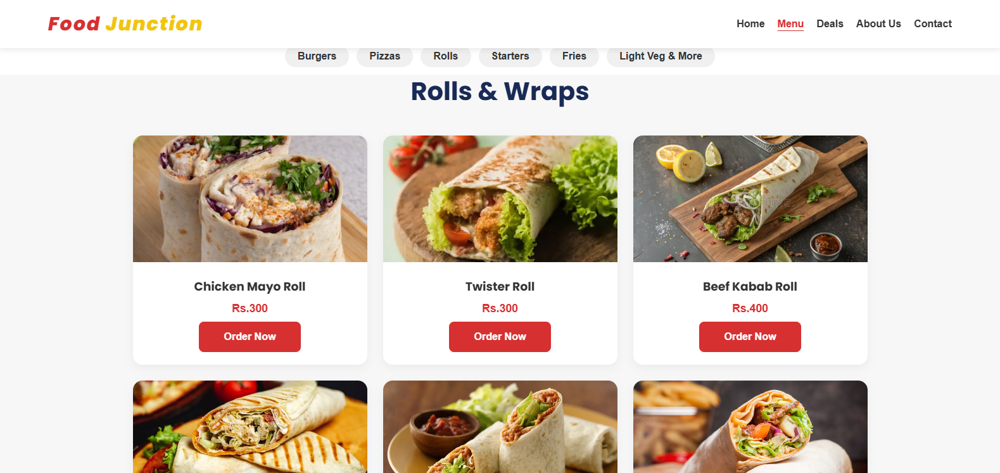 Food Junction
Home Menu Deals About Us Contact
Burgers Pizzas Rolls Starters Fries Light Veg & More
Rolls & Wraps
Chicken Mayo Roll Twister Roll Beef Kabab Roll
Rs.300 Rs.300 Rs.400
Order Now Order Now Order Now